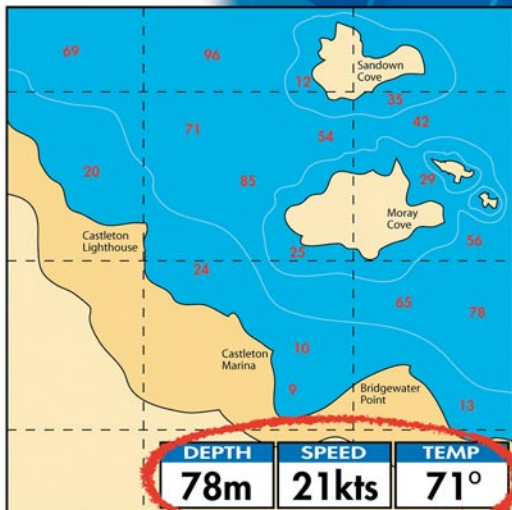 69
96
Sandown
Cove
12
35
71
54
42
20
85
29
Moray
Cove
Castleton
Lighthouse
56
25
24
65
78
10
Castleton
Marina
9
Bridgewater
Point
13
DEPTH SPEED TEMP
78m 21kts 71°